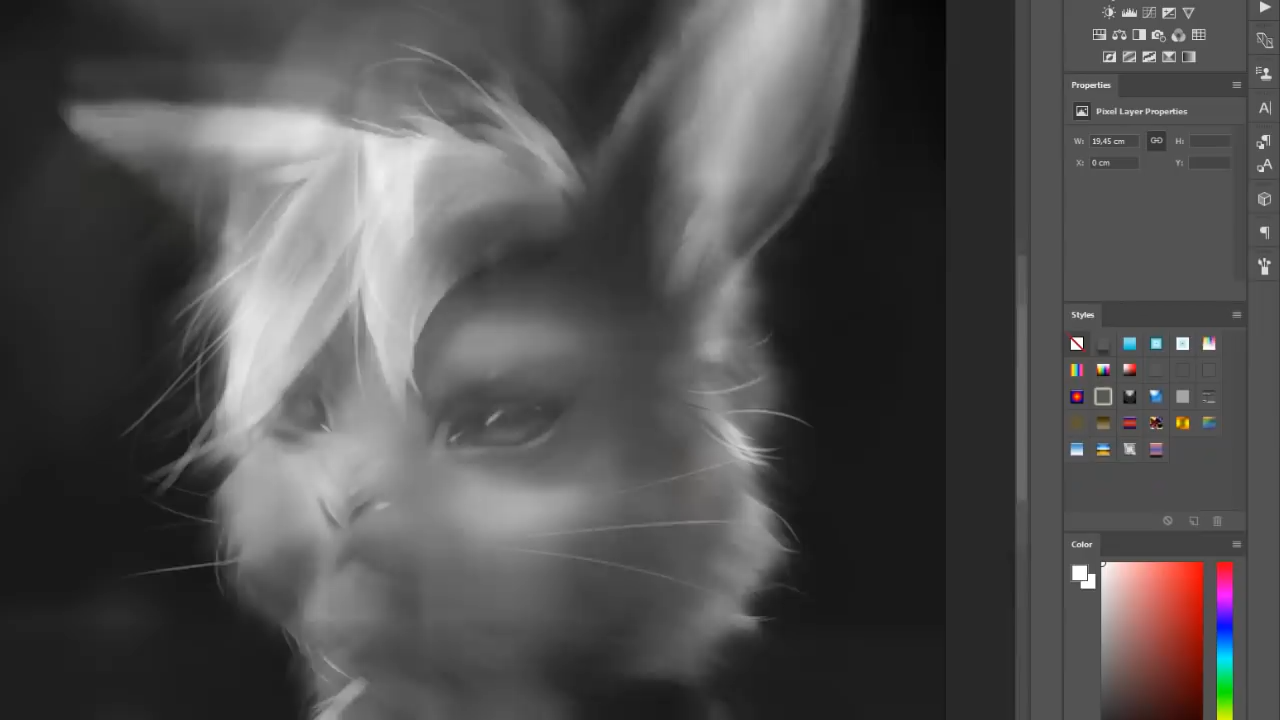 Properties
Pixel Layer Properties
W: 19,45 cm H:
X: 0 cm Y:
Styles
Color